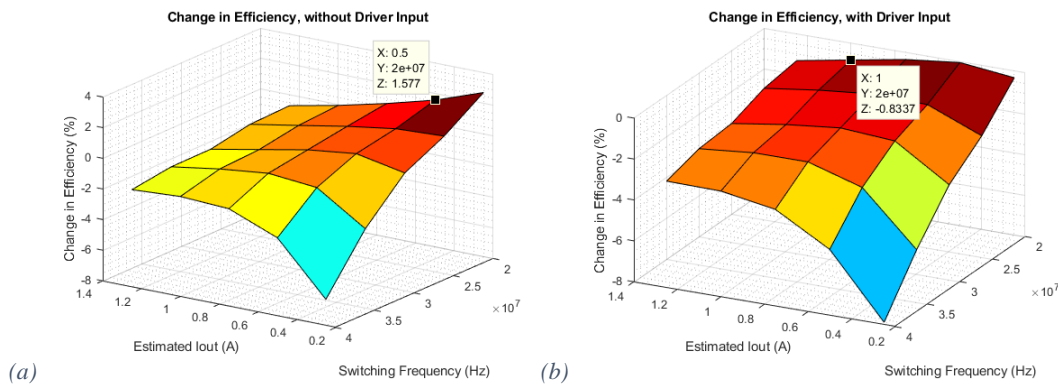 Change in Efficiency, without Driver Input
X: 0.5
Y: 2e+07
Z: 1.577
4
2
0
-2
-4
-6
-8
Change in Efficiency (%)
1.4
1.2
1
0.8
0.6
0.4
0.2
Estimated Iout (A)
2
2.5
3
3.5
4
×10⁷
Switching Frequency (Hz)
(a)
Change in Efficiency, with Driver Input
X: 1
Y: 2e+07
Z: -0.8337
0
-2
-4
-6
-8
Change in Efficiency (%)
1.4
1.2
1
0.8
0.6
0.4
0.2
Estimated Iout (A)
2
2.5
3
3.5
4
×10⁷
Switching Frequency (Hz)
(b)